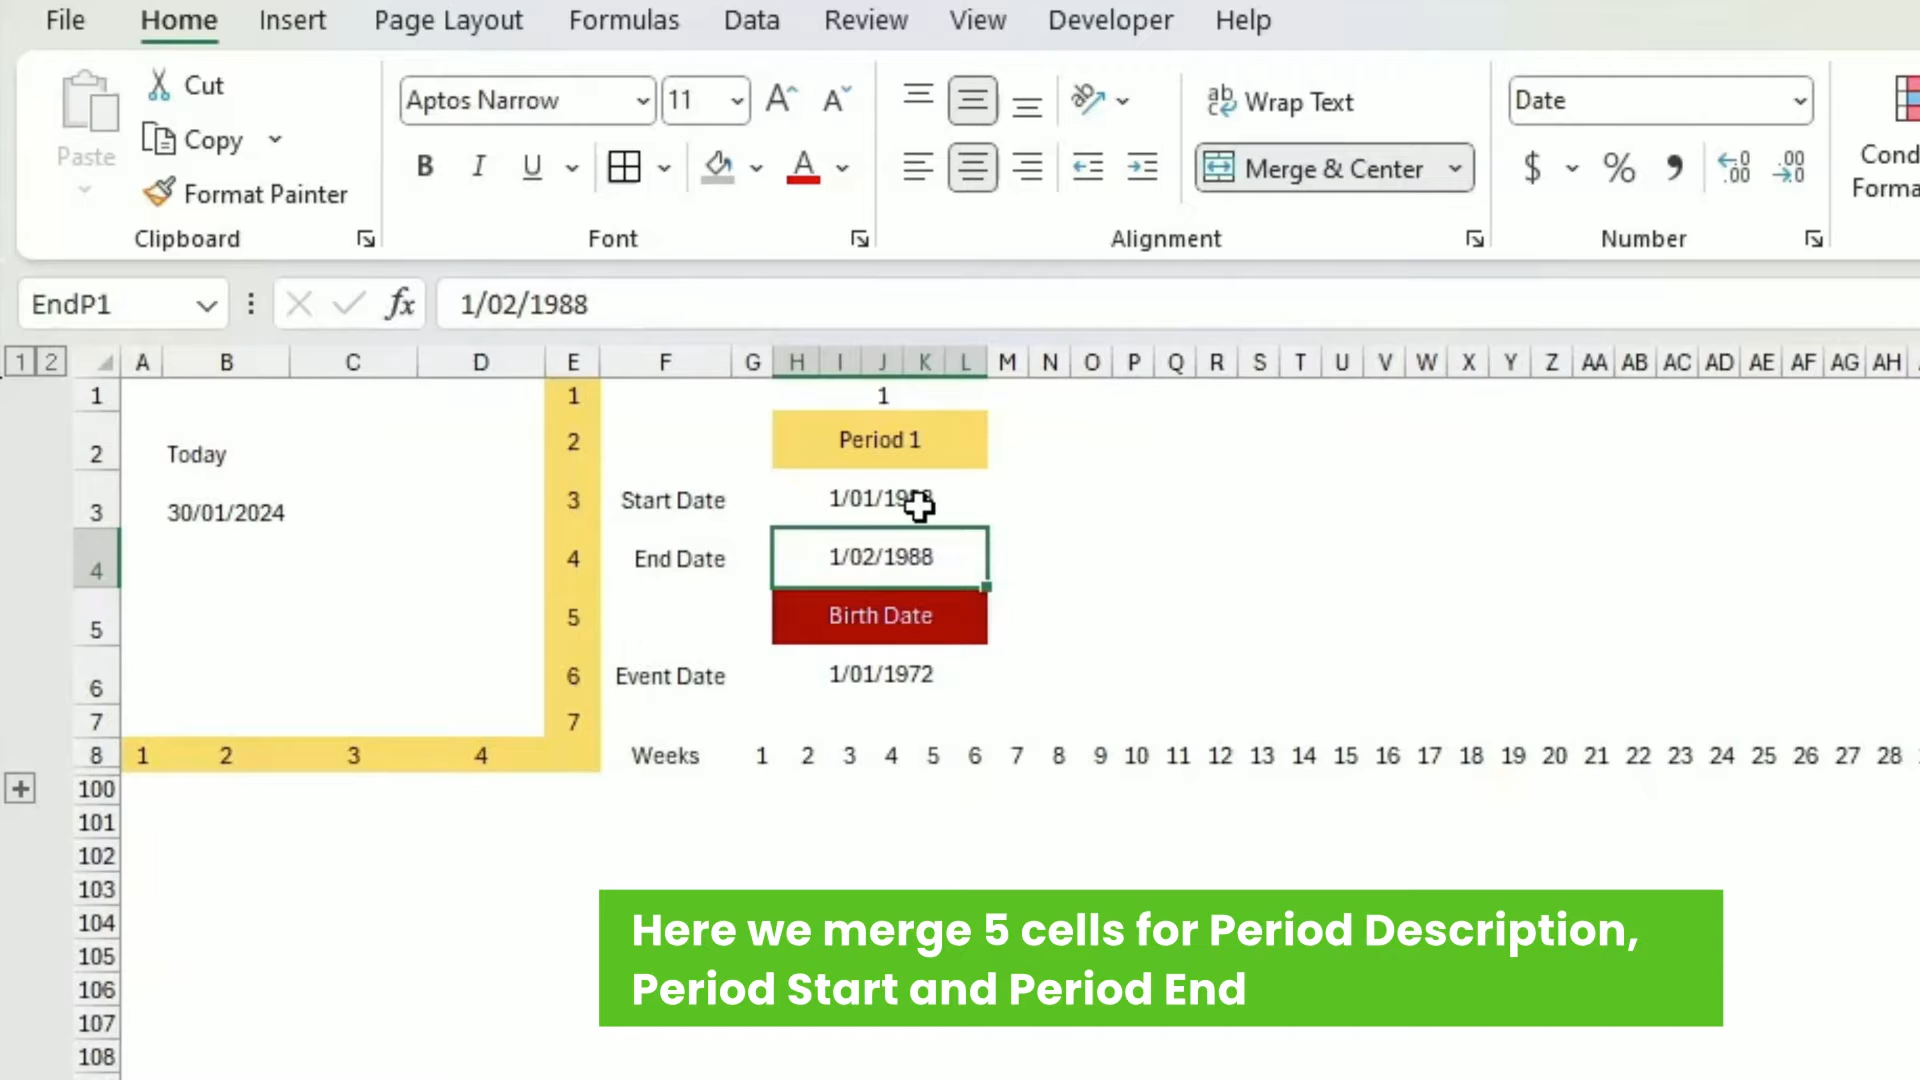 File Home Insert Page Layout Formulas Data Review View Developer Help
Paste Cut Copy Format Painter Clipboard
Aptos Narrow 11 A A B I U A Font
ab Wrap Text Merge & Center Alignment
Date $ % , .00 .00 Number
Cond
Forma
EndP1 fx 1/02/1988
1 2 A B C D E F G H I J K L M N O P Q R S T U V W X Y Z AA AB AC AD AE AF AG AH
1 1 1
2 Today 2 Period 1
3 30/01/2024 3 Start Date
4 4 End Date 1/02/1988
5 5 Birth Date
6 6 Event Date 1/01/1972
7 7
8 1 2 3 4 Weeks 1 2 3 4 5 6 7 8 9 10 11 12 13 14 15 16 17 18 19 20 21 22 23 24 25 26 27 28
100
101
102
103
104
105
106
107
108
Here we merge 5 cells for Period Description,
Period Start and Period End